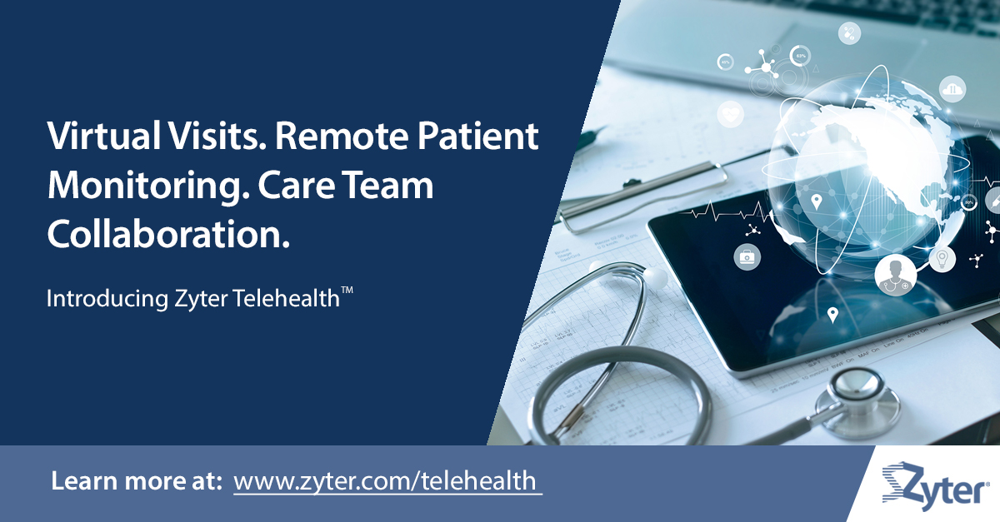 Virtual Visits. Remote Patient
Monitoring. Care Team
Collaboration.
Introducing Zyter Telehealth™
Learn more at: www.zyter.com/telehealth
Zyter®